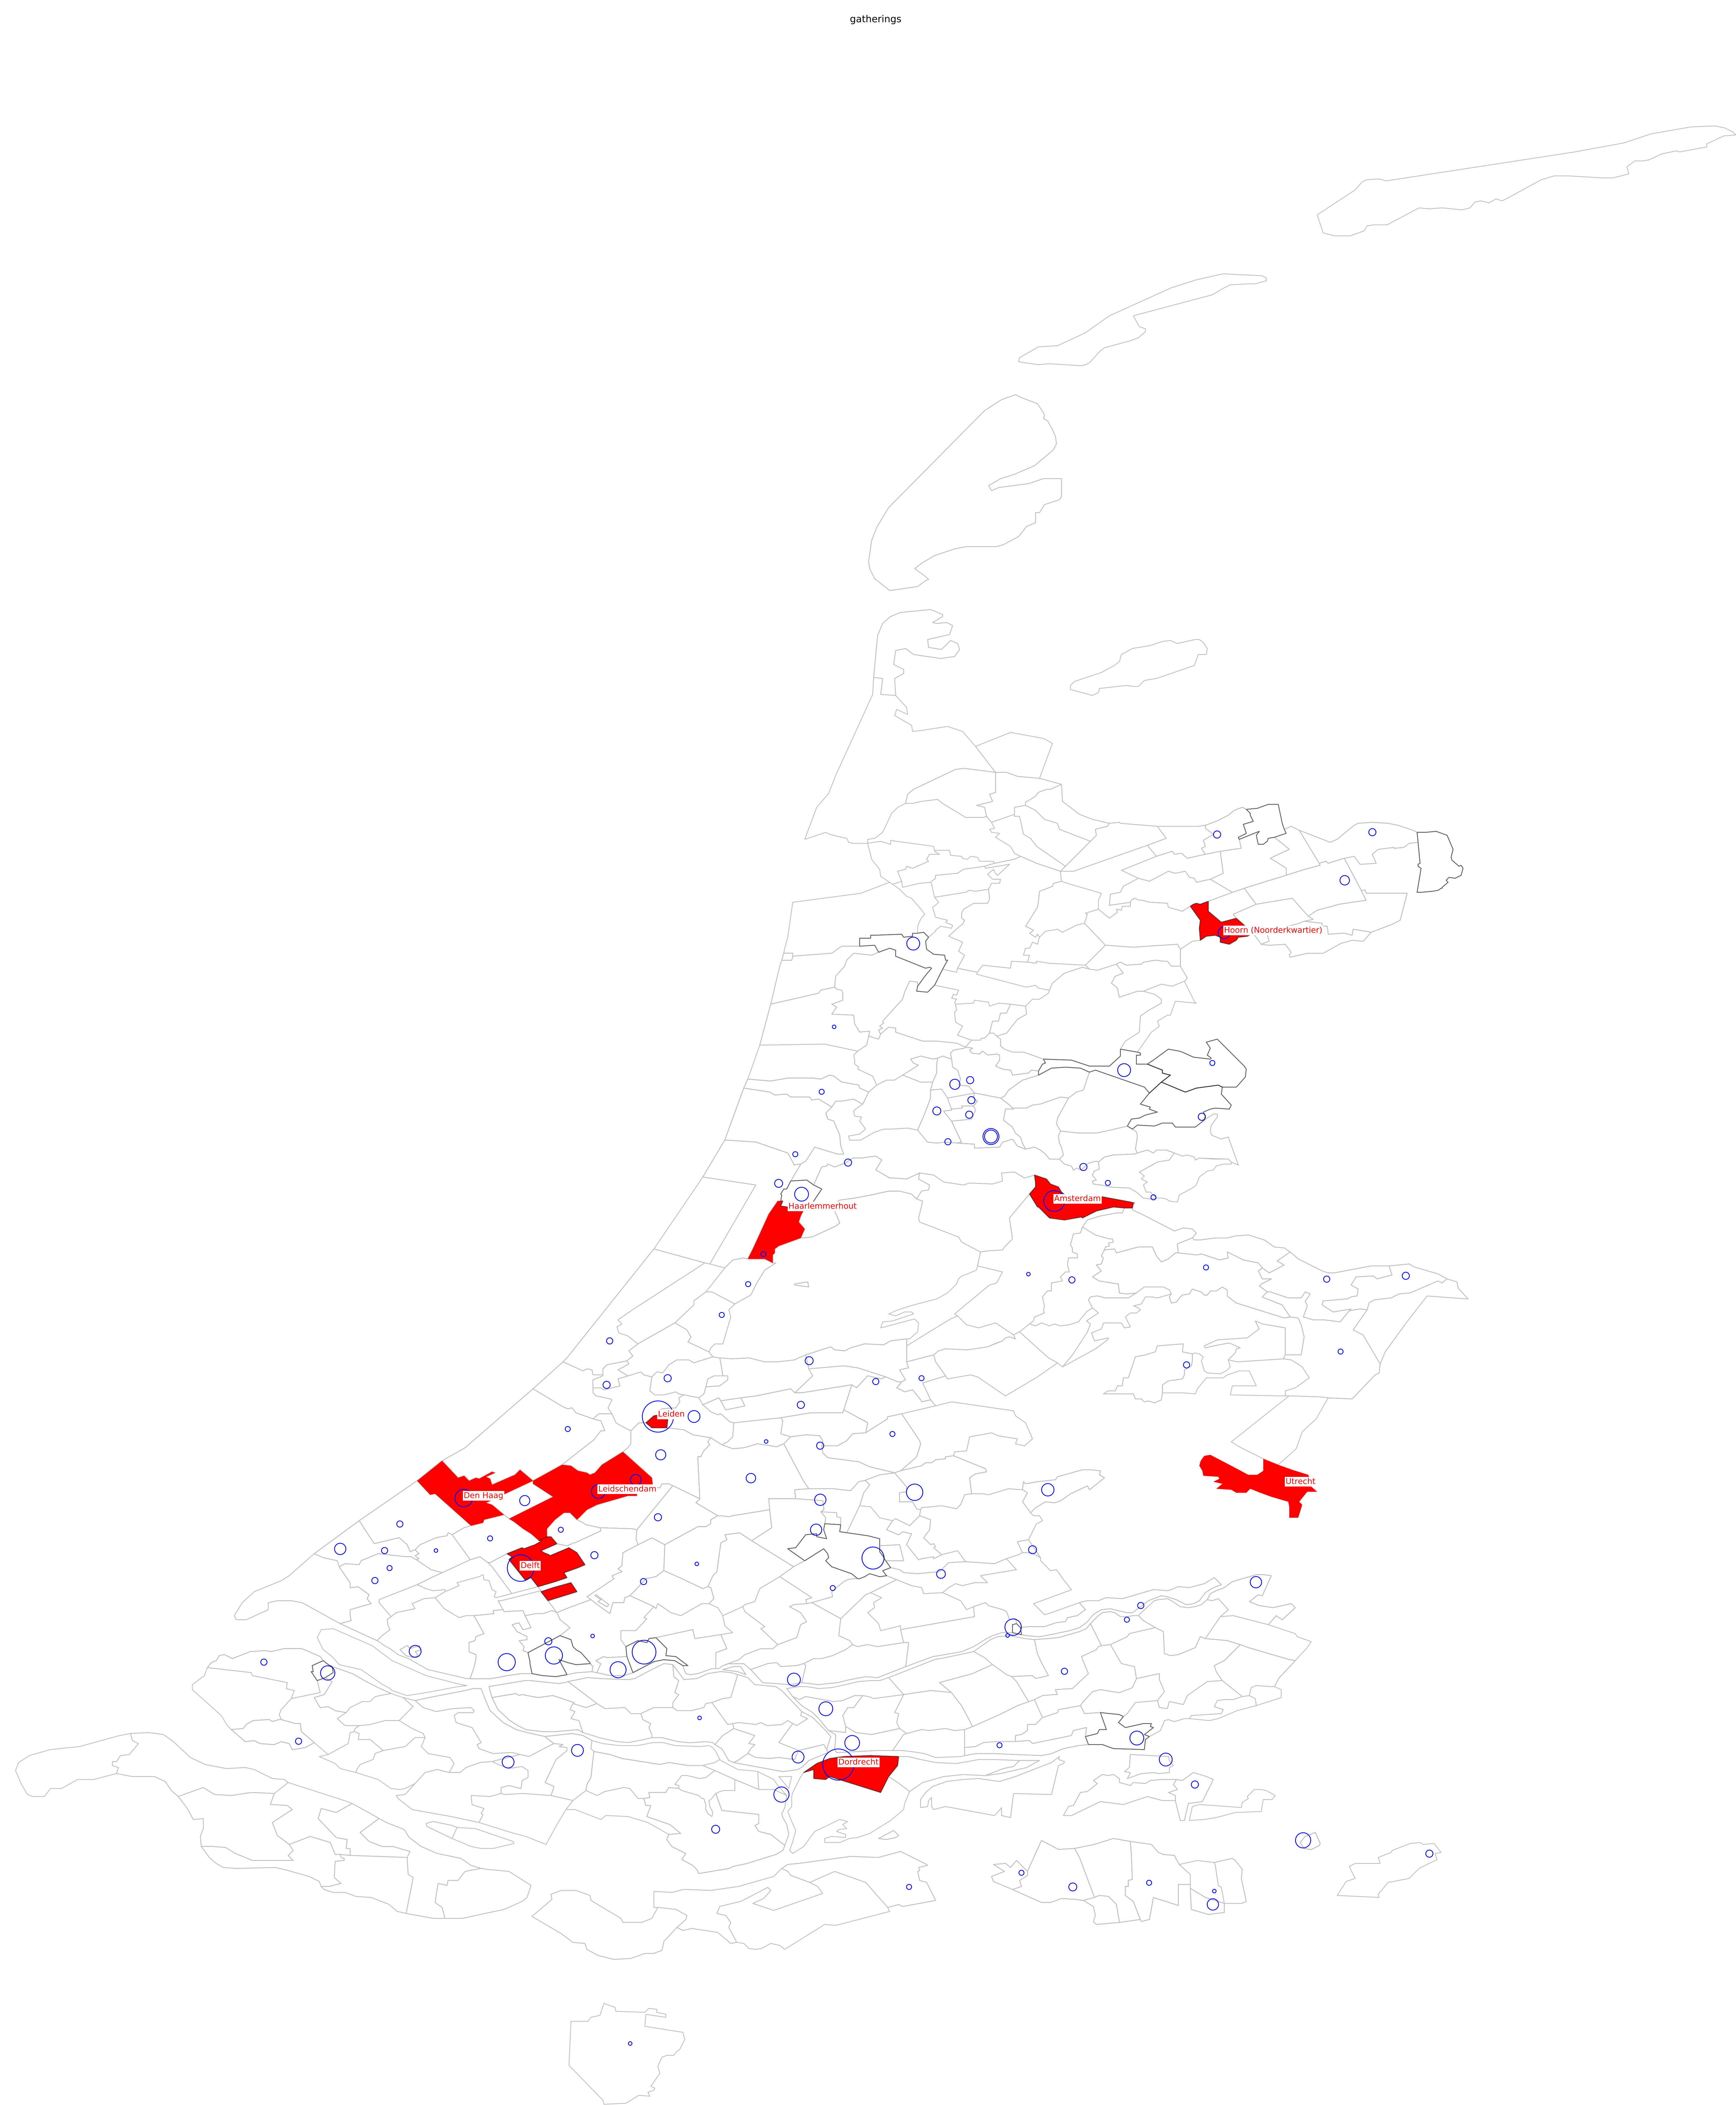 gatherings
Hoorn (Noorderkwartier)
Amsterdam
Haarlemmerhout
Leiden
Utrecht
Leidschendam
Den Haag
Delft
Dordrecht